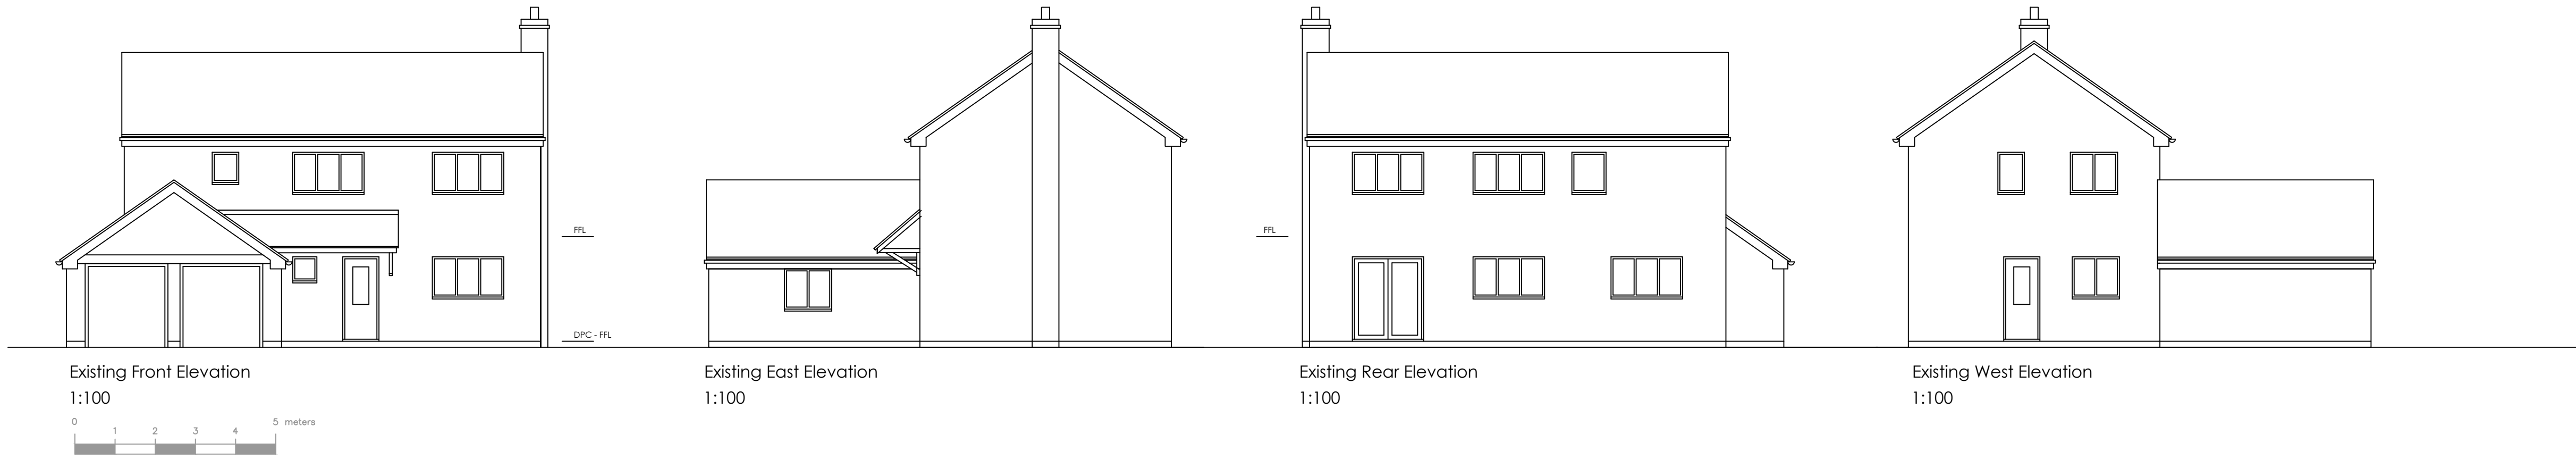 FFL
FFL
DPC - FFL
Existing Front Elevation
1:100
Existing East Elevation
1:100
Existing Rear Elevation
1:100
Existing West Elevation
1:100
0 1 2 3 4 5 meters